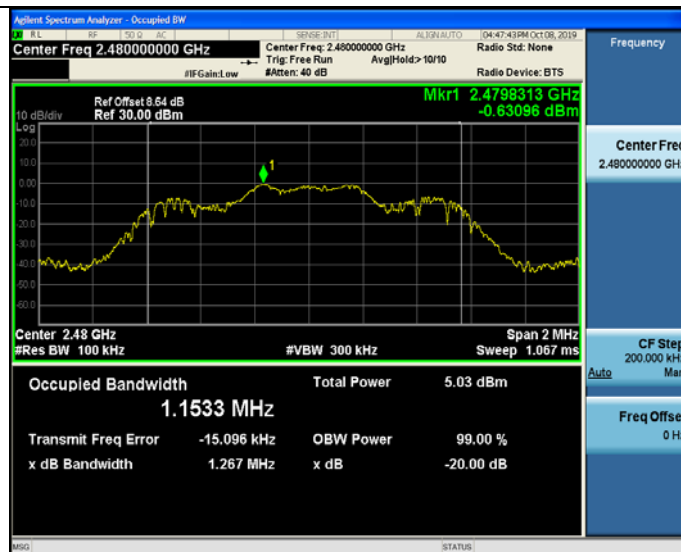 Agilent Spectrum Analyzer - Occupied BW
RL RF 50 Ω AC SENSE:INT ALIGNAUTO 04:47:43PM Oct 08, 2019
Center Freq 2.480000000 GHz
Center Freq: 2.480000000 GHz
Radio Std: None
Frequency
Trig: Free Run Avg|Hold:>10/10
#IFGain:Low #Atten: 40 dB Radio Device: BTS
Ref Offset 8.64 dB
Mkr1 2.4798313 GHz
10 dB/div Ref 30.00 dBm -0.63096 dBm
Log
20.0
10.0
0.00
-10.0
-20.0
-30.0
-40.0
-50.0
-60.0
1
Center 2.48 GHz Span 2 MHz
#Res BW 100 kHz #VBW 300 kHz Sweep 1.067 ms
Occupied Bandwidth Total Power 5.03 dBm
1.1533 MHz
Transmit Freq Error -15.096 kHz OBW Power 99.00 %
x dB Bandwidth 1.267 MHz x dB -20.00 dB
Center Freq
2.480000000 GHz
CF Step
200.000 kHz
Auto Man
Freq Offset
0 Hz
MSG STATUS